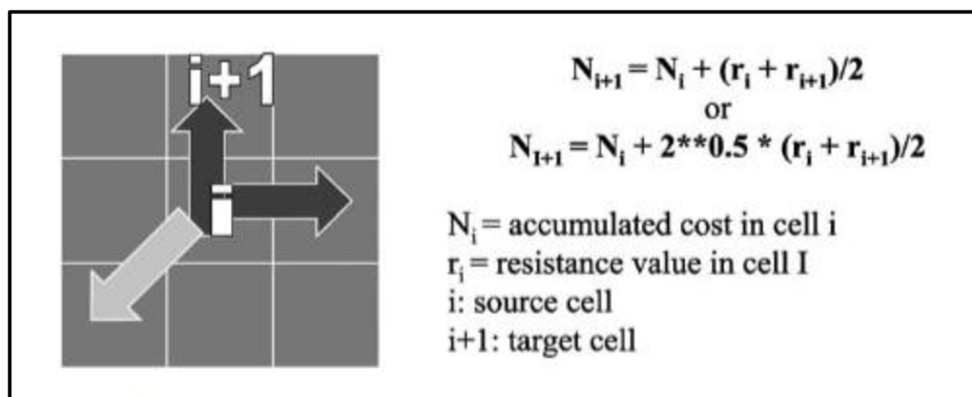 i+1
i
Nᵢ₊₁ = Nᵢ + (rᵢ + rᵢ₊₁)/2
or
N_I+1 = Nᵢ + 2**0.5 * (rᵢ + rᵢ₊₁)/2
Nᵢ = accumulated cost in cell i
rᵢ = resistance value in cell I
i: source cell
i+1: target cell